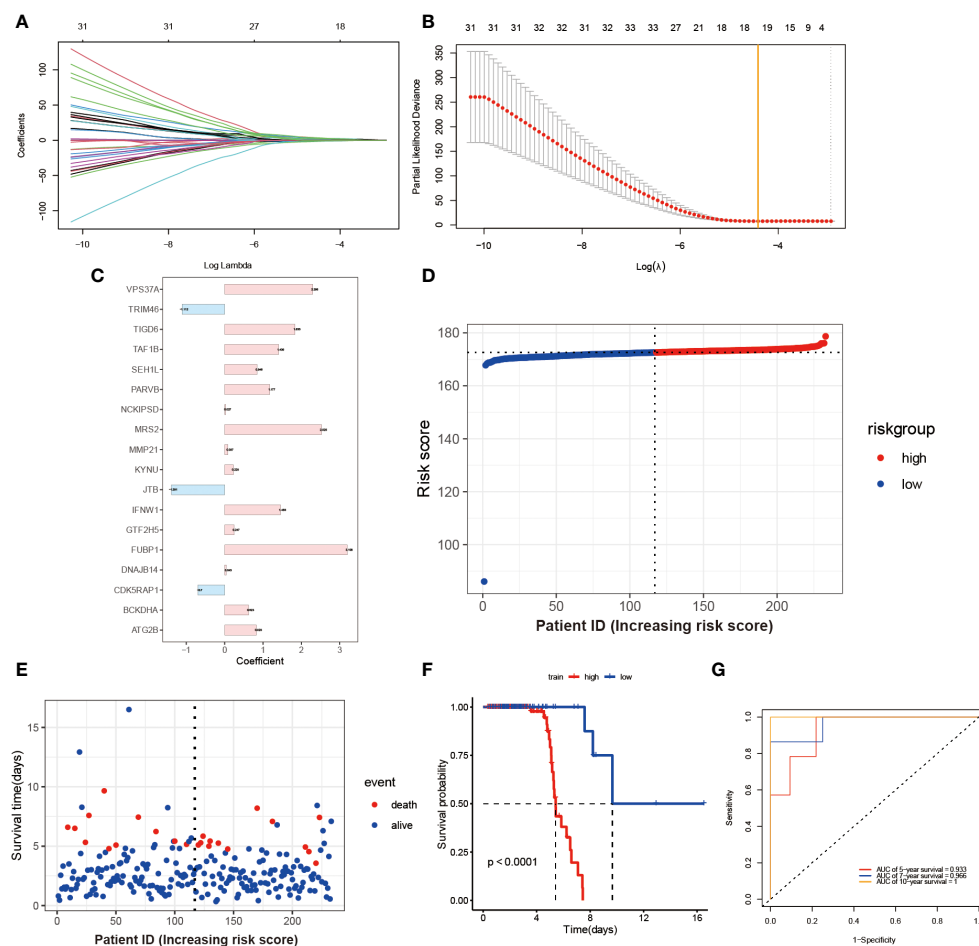 A
31 31 27 18
100
50
0
−50
−100
Coefficients
−10 −8 −6 −4
Log Lambda
B
31 31 31 32 32 31 32 33 33 27 18 18 19 15 9 4
350
300
250
200
150
100
50
0
Partial Likelihood Deviance
−10 −8 −6 −4
Log(λ)
C
VPS37A
TRIM46
TIGD6
TAF1B
SEH1L
PARVB
NCKIPSD
MRS2
MMP21
KYNU
JTB
IFNW1
GTF2H5
FUBP1
DNAJB14
CDK5RAP1
BCKDHA
ATG2B
−1 0 1 2 3
Coefficient
D
180
160
140
120
100
Risk score
0 50 100 150 200
Patient ID (Increasing risk score)
riskgroup
high
low
E
15
10
5
0
Survival time(days)
0 50 100 150 200
Patient ID (Increasing risk score)
event
death
alive
F
train high low
1.00
0.75
0.50
0.25
0.00
Survival probability
p < 0.0001
0 4 8 12 16
Time(days)
G
1.0
0.8
0.6
0.4
0.2
0.0
Sensitivity
AUC of 5-year survival = 0.933
AUC of 7-year survival = 0.966
AUC of 10-year survival = 1
0.0 0.2 0.4 0.6 0.8 1.0
1-Specificity